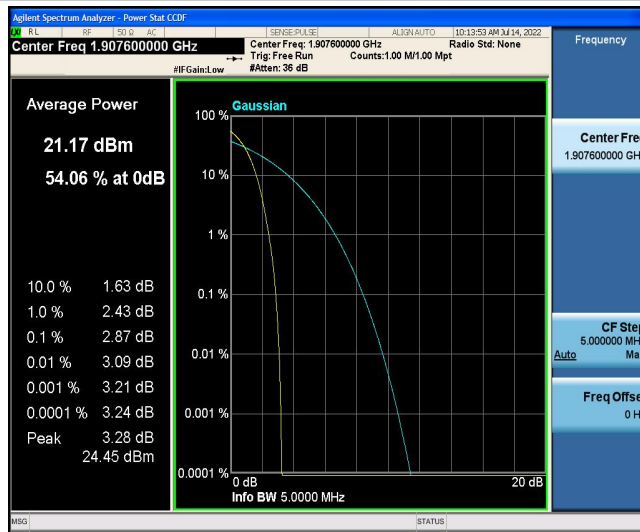 Agilent Spectrum Analyzer - Power Stat CCDF
LXI RL RF 50 Ω AC SENSE:PULSE ALIGN AUTO 10:13:53 AM Jul 14, 2022
Center Freq 1.907600000 GHz
Center Freq: 1.907600000 GHz Radio Std: None
Trig: Free Run Counts:1.00 M/1.00 Mpt
#IFGain:Low #Atten: 36 dB
Frequency
Average Power
21.17 dBm
54.06 % at 0dB
10.0 % 1.63 dB
1.0 % 2.43 dB
0.1 % 2.87 dB
0.01 % 3.09 dB
0.001 % 3.21 dB
0.0001 % 3.24 dB
Peak 3.28 dB
24.45 dBm
Gaussian
100 %
10 %
1 %
0.1 %
0.01 %
0.001 %
0.0001 %
0 dB 20 dB
Info BW 5.0000 MHz
Center Fre
1.907600000 GH
CF Step
5.000000 MH
Auto Ma
Freq Offse
0 H
MSG STATUS